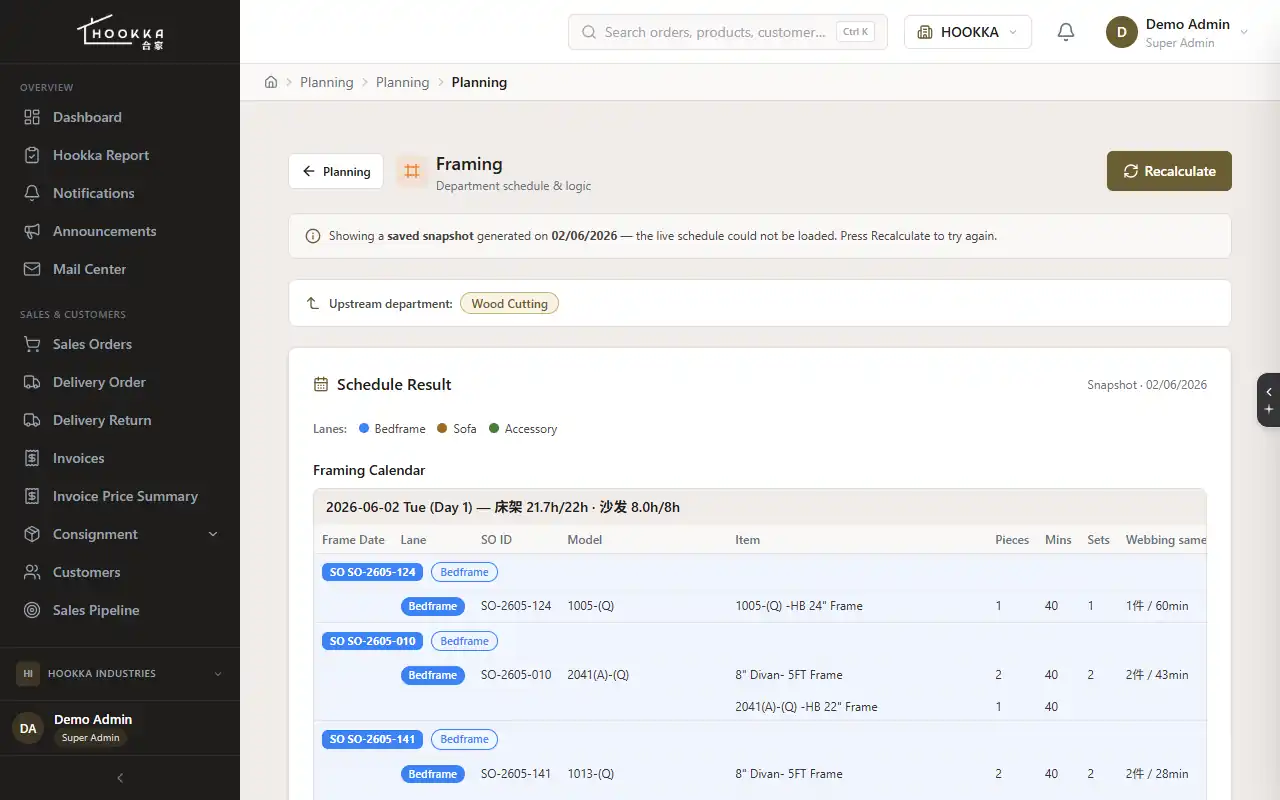 HOOKKA
合家
Search orders, products, customer... Ctrl K
HOOKKA
D
Demo Admin
Super Admin
OVERVIEW
Dashboard
Hookka Report
Notifications
Announcements
Mail Center
SALES & CUSTOMERS
Sales Orders
Delivery Order
Delivery Return
Invoices
Invoice Price Summary
Consignment
Customers
Sales Pipeline
HI HOOKKA INDUSTRIES
DA
Demo Admin
Super Admin
Planning Planning Planning
Planning
Framing
Department schedule & logic
Recalculate
Showing a saved snapshot generated on 02/06/2026 — the live schedule could not be loaded. Press Recalculate to try again.
Upstream department: Wood Cutting
Schedule Result
Snapshot · 02/06/2026
Lanes: Bedframe Sofa Accessory
Framing Calendar
2026-06-02 Tue (Day 1) — 床架 21.7h/22h · 沙发 8.0h/8h
Frame Date Lane SO ID Model Item Pieces Mins Sets Webbing same
SO SO-2605-124 Bedframe
Bedframe SO-2605-124 1005-(Q) 1005-(Q) -HB 24" Frame 1 40 1 1件 / 60min
SO SO-2605-010 Bedframe
Bedframe SO-2605-010 2041(A)-(Q) 8" Divan- 5FT Frame 2 40 2 2件 / 43min
2041(A)-(Q) -HB 22" Frame 1 40
SO SO-2605-141 Bedframe
Bedframe SO-2605-141 1013-(Q) 8" Divan- 5FT Frame 2 40 2 2件 / 28min